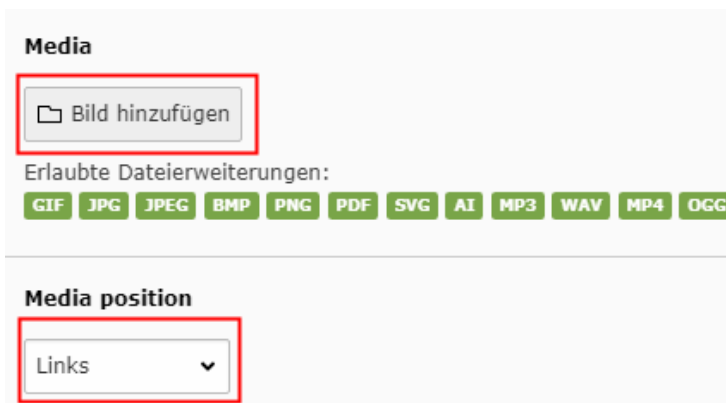 Media
Bild hinzufügen
Erlaubte Dateierweiterungen:
GIF JPG JPEG BMP PNG PDF SVG AI MP3 WAV MP4 OGG
Media position
Links